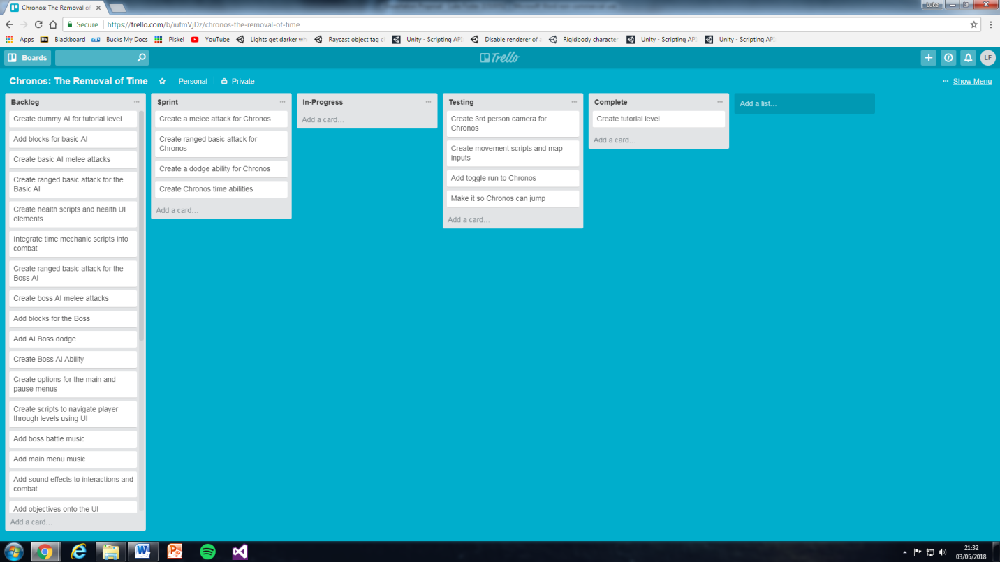 Chronos: The Removal of
Luke
Secure
https://trello.com/b/iufmVjDz/chronos-the-removal-of-time
Apps
Blackboard
Bucks My Docs
Piskel
YouTube
Lights get darker wh
Raycast object tag c
Unity - Scripting API
Disable renderer of a
Rigidbody character
Unity - Scripting API
Unity - Scripting API
Boards
Trello
LF
Chronos: The Removal of Time
Personal
Private
... Show Menu
Backlog
Create dummy AI for tutorial level
Add blocks for basic AI
Create basic AI melee attacks
Create ranged basic attack for the
Basic AI
Create health scripts and health UI
elements
Integrate time mechanic scripts into
combat
Create ranged basic attack for the
Boss AI
Create boss AI melee attacks
Add blocks for the Boss
Add AI Boss dodge
Create Boss AI Ability
Create options for the main and
pause menus
Create scripts to navigate player
through levels using UI
Add boss battle music
Add main menu music
Add sound effects to interactions and
combat
Add objectives onto the UI
Add a card...
Sprint
Create a melee attack for Chronos
Create ranged basic attack for
Chronos
Create a dodge ability for Chronos
Create Chronos time abilities
Add a card...
In-Progress
Add a card...
Testing
Create 3rd person camera for
Chronos
Create movement scripts and map
inputs
Add toggle run to Chronos
Make it so Chronos can jump
Add a card...
Complete
Create tutorial level
Add a card...
Add a list...
21:32
03/05/2018